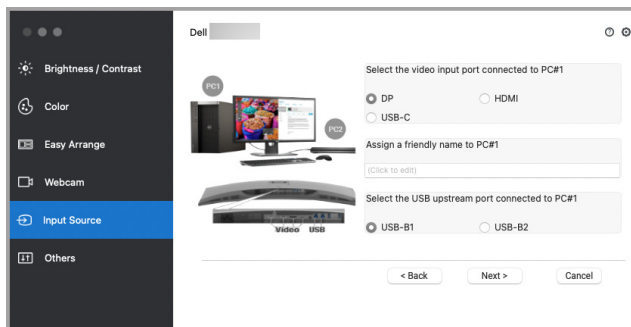 Dell
Brightness / Contrast
Color
Easy Arrange
Webcam
Input Source
Others
PC1
PC2
Video USB
Select the video input port connected to PC#1
DP HDMI
USB-C
Assign a friendly name to PC#1
(Click to edit)
Select the USB upstream port connected to PC#1
USB-B1 USB-B2
< Back Next > Cancel